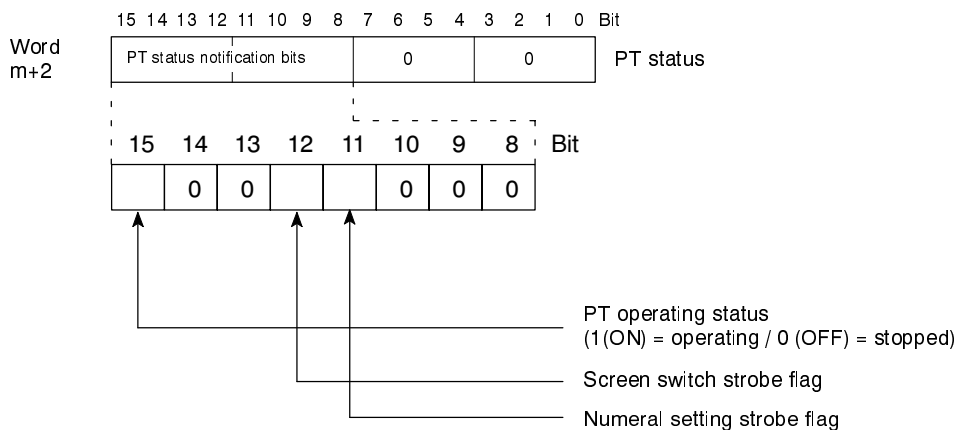 15 14 13 12 11 10 9 8 7 6 5 4 3 2 1 0 Bit
Word
m+2
PT status notification bits 0 0 PT status
15 14 13 12 11 10 9 8 Bit
0 0 0 0 0
PT operating status
(1(ON) = operating / 0 (OFF) = stopped)
Screen switch strobe flag
Numeral setting strobe flag